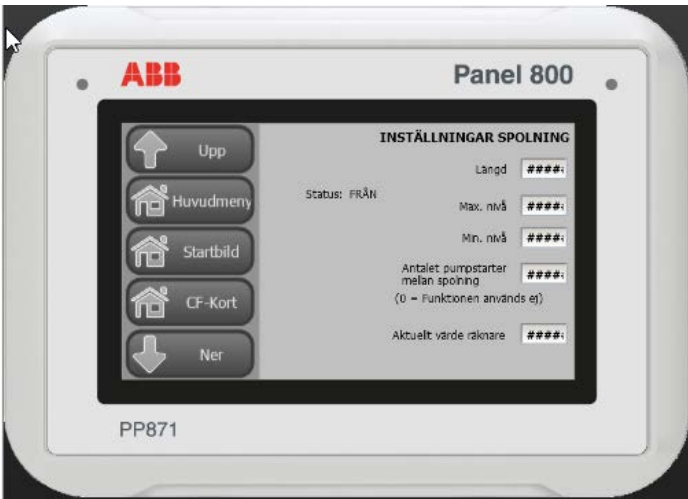 ABB
Panel 800
Upp
Huvudmeny
Startbild
CF-Kort
Ner
INSTÄLLNINGAR SPOLNING
Längd ####
Status: FRÅN
Max. nivå ####
Min. nivå ####
Antalet pumpstarter
mellan spolning ####
(0 = Funktionen används ej)
Aktuellt värde räknare ####
PP871